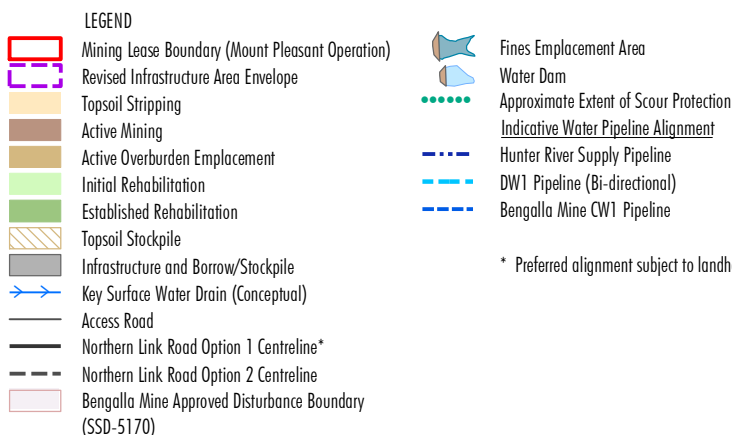 LEGEND
Mining Lease Boundary (Mount Pleasant Operation)
Revised Infrastructure Area Envelope
Topsoil Stripping
Active Mining
Active Overburden Emplacement
Initial Rehabilitation
Established Rehabilitation
Topsoil Stockpile
Infrastructure and Borrow/Stockpile
Key Surface Water Drain (Conceptual)
Access Road
Northern Link Road Option 1 Centreline*
Northern Link Road Option 2 Centreline
Bengalla Mine Approved Disturbance Boundary
(SSD-5170)
Fines Emplacement Area
Water Dam
Approximate Extent of Scour Protection
Indicative Water Pipeline Alignment
Hunter River Supply Pipeline
DW1 Pipeline (Bi-directional)
Bengalla Mine CW1 Pipeline
* Preferred alignment subject to landh